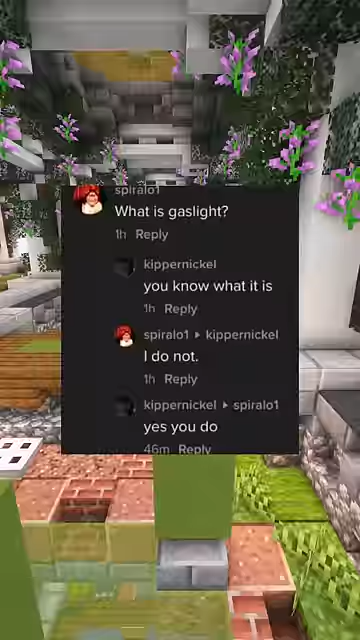 spiralo1
What is gaslight?
1h Reply
kippernickel
you know what it is
1h Reply
spiralo1 ▸ kippernickel
I do not.
1h Reply
kippernickel ▸ spiralo1
yes you do
46m Reply